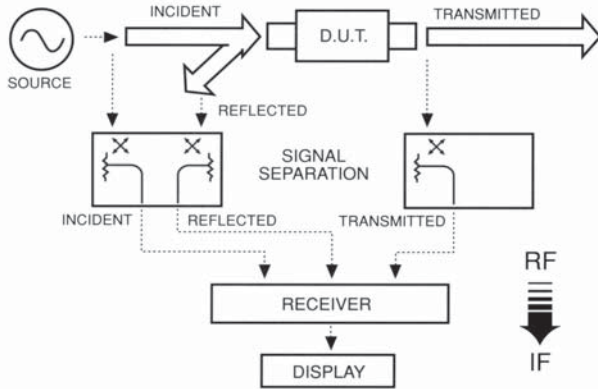 INCIDENT
TRANSMITTED
D.U.T.
SOURCE
REFLECTED
SIGNAL
SEPARATION
INCIDENT
REFLECTED
TRANSMITTED
RECEIVER
RF
IF
DISPLAY